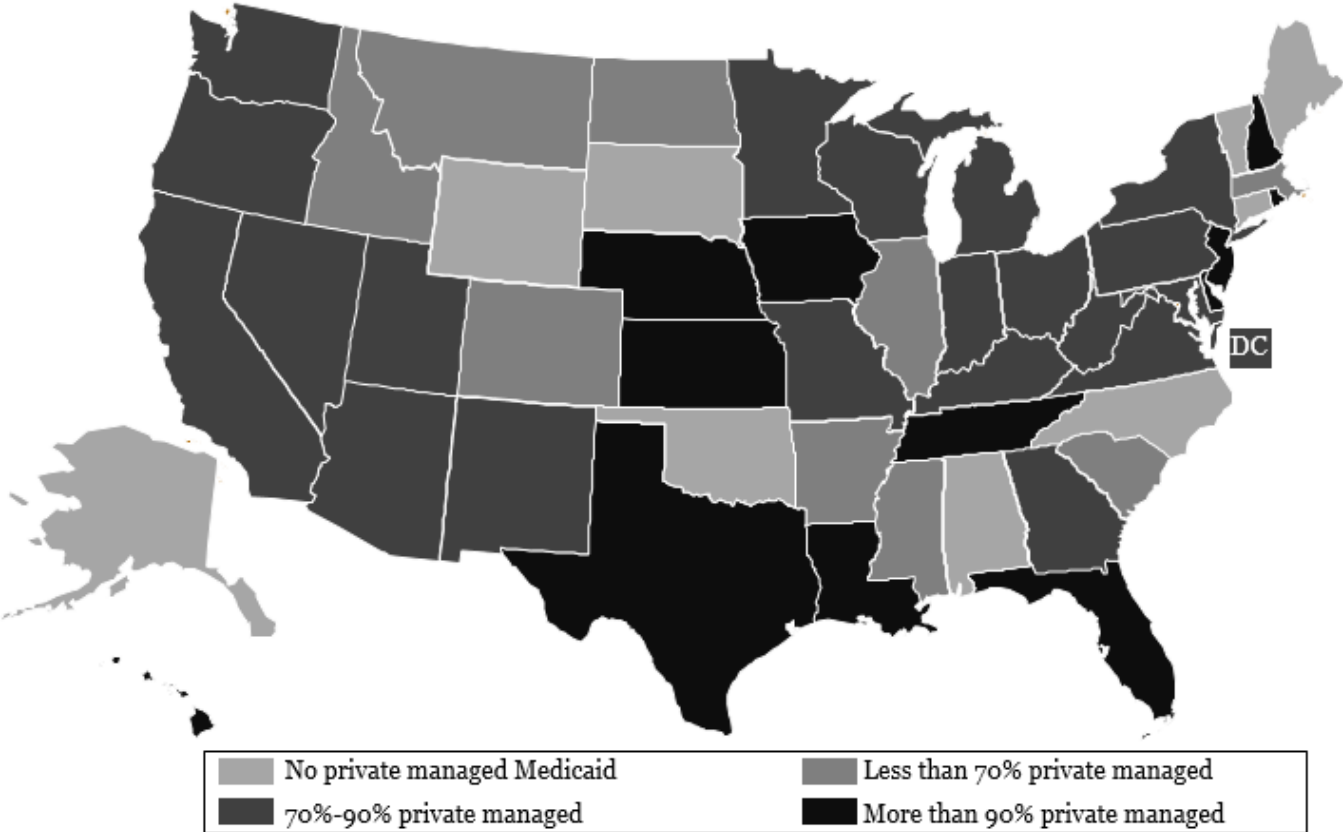 DC
No private managed Medicaid
Less than 70% private managed
70%-90% private managed
More than 90% private managed